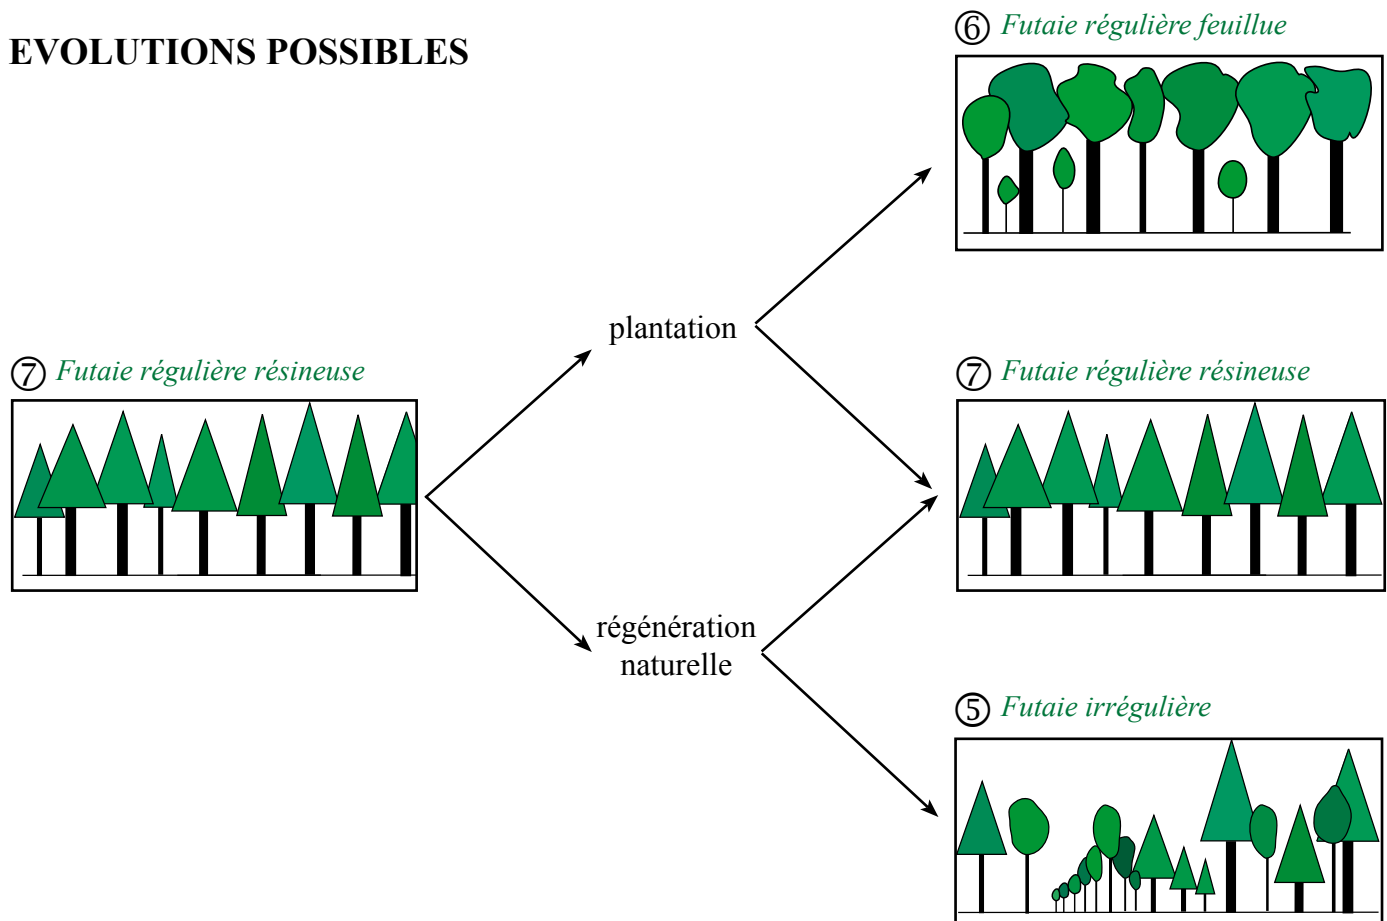 EVOLUTIONS POSSIBLES
⑥ Futaie régulière feuillue
plantation
⑦ Futaie régulière résineuse
⑦ Futaie régulière résineuse
régénération
naturelle
⑤ Futaie irrégulière